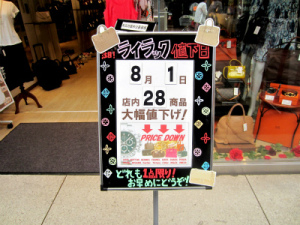 ライラック値下日
8月1日
店内28商品
大幅値下げ!
PRICE DOWN
どれも1点限り!
お早めにどうぞ!